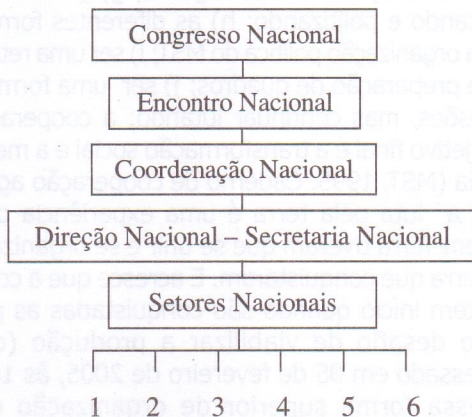 Congresso Nacional
Encontro Nacional
Coordenação Nacional
Direção Nacional – Secretaria Nacional
Setores Nacionais
1 2 3 4 5 6